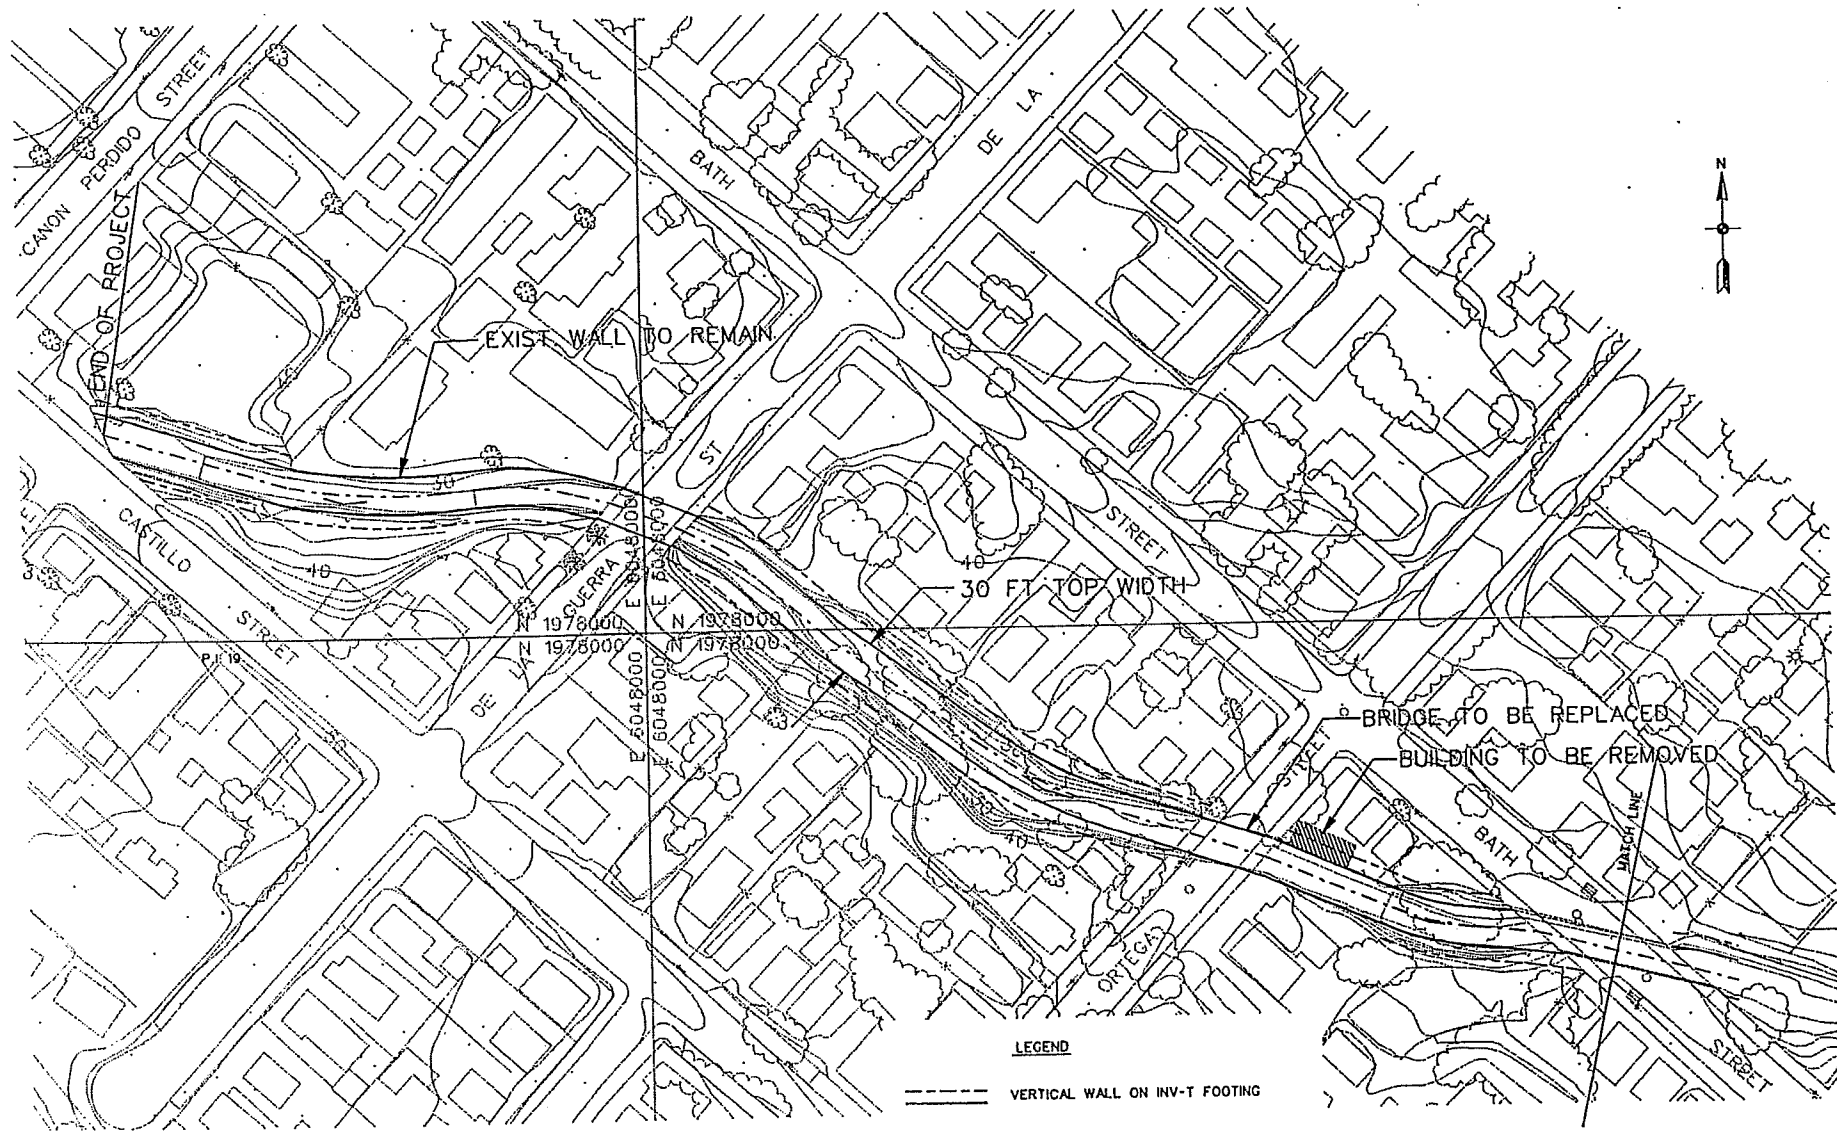 CANON PERDIDO STREET
END OF PROJECT
EXIST. WALL TO REMAIN
BATH
DE LA
N
ST
50
CASTILLO
STREET
40
STREET
40
30 FT TOP WIDTH
GUERRA
E 6048000
E 6048000
N 1978000
N 1978000
N 1978000
N 1978000
DE LA
E 6048000
E 6048000
BRIDGE TO BE REPLACED
STREET
BUILDING TO BE REMOVED
40
BATH
MATCH LINE
ORTEGA
STREET
LEGEND
VERTICAL WALL ON INV-T FOOTING